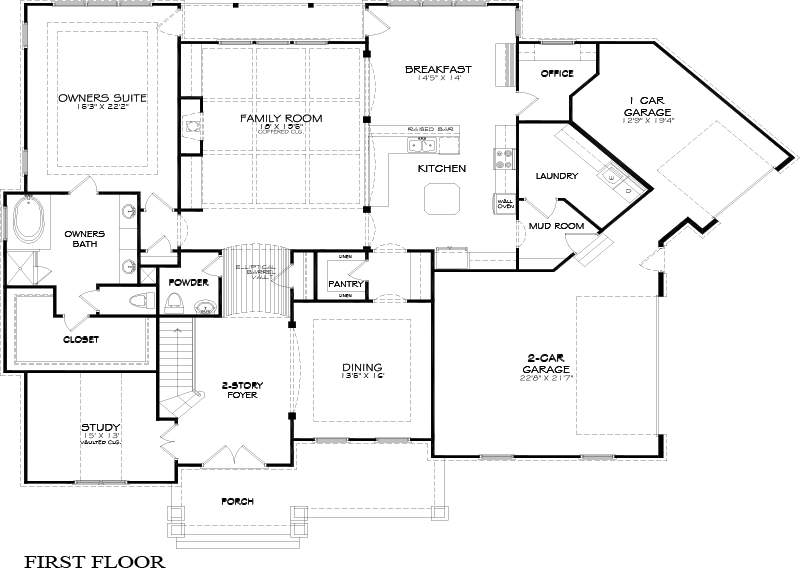 BREAKFAST
14'5" X 14'
OFFICE
OWNERS SUITE
16'3" X 22'2"
1 CAR
GARAGE
12'9" X 19'4"
FAMILY ROOM
18' X 19'6"
COFFERED CLG.
RAISED BAR
KITCHEN
LAUNDRY
WALL
OVEN
MUD ROOM
OWNERS
BATH
ELLIPTICAL
BARREL
VAULT
LINEN
POWDER
PANTRY
LINEN
CLOSET
DINING
13'6" X 16'
2-CAR
GARAGE
22'8" X 21'7"
2-STORY
FOYER
STUDY
15' X 13'
VAULTED CLG.
PORCH
FIRST FLOOR